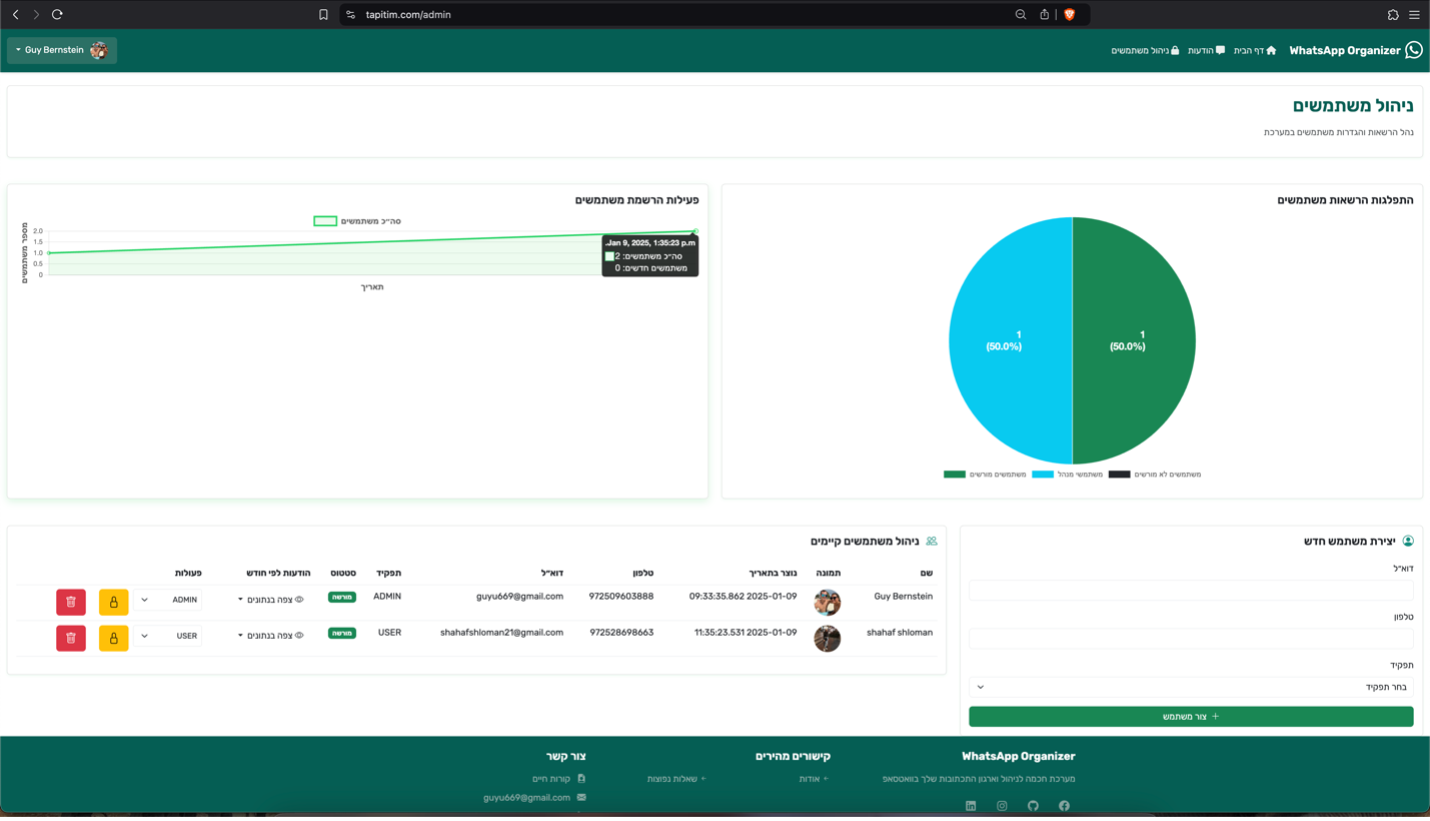 tapitim.com/admin
WhatsApp Organizer
דף הבית
הודעות
ניהול משתמשים
Guy Bernstein
ניהול משתמשים
נהל הרשאות והגדרות משתמשים במערכת
התפלגות הרשאות משתמשים
1
(50.0%)
1
(50.0%)
משתמשים מורשים
משתמשי מנהל
משתמשים לא מורשים
פעילות הרשמת משתמשים
סה״כ משתמשים
מספר משתמשים
2.0
1.5
1.0
0.5
0
Jan 9, 2025, 1:35:23 p.m.
סה״כ משתמשים: 2
משתמשים חדשים: 0
תאריך
יצירת משתמש חדש
דוא״ל
טלפון
תפקיד
בחר תפקיד
+ צור משתמש
ניהול משתמשים קיימים
שם תמונה נוצר בתאריך טלפון דוא״ל תפקיד סטטוס הודעות לפי חודש פעולות
Guy Bernstein 2025-01-09 09:33:35.862 972509603888 guyu669@gmail.com ADMIN מורשה צפה בנתונים ADMIN
shahaf shloman 2025-01-09 11:35:23.531 972528698663 shahafshloman21@gmail.com USER מורשה צפה בנתונים USER
WhatsApp Organizer
מערכת חכמה לניהול וארגון התכתבות שלך בוואטסאפ
קישורים מהירים
אודות
שאלות נפוצות
צור קשר
קורות חיים
guyu669@gmail.com